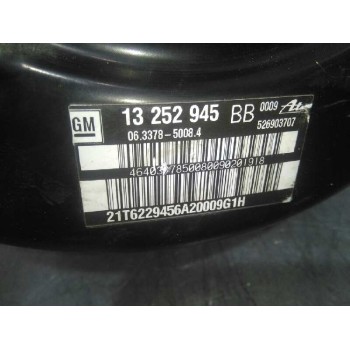 GM 13 252 945 BB 0009 Ate
06.3378-5008.4 526903707
21T6229456A20009G1H